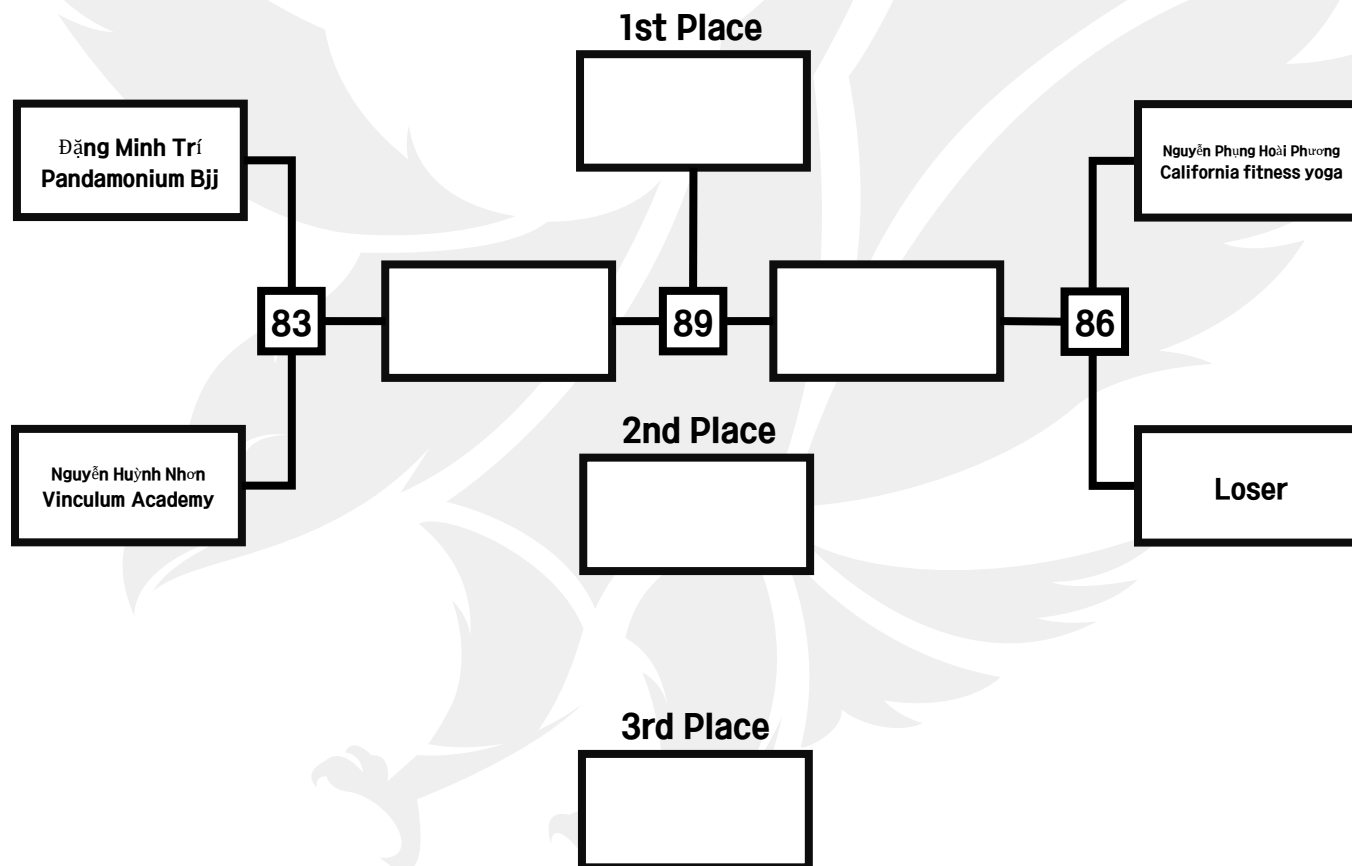 1st Place
Đặng Minh Trí
Pandamonium Bjj
Nguyễn Phụng Hoài Phương
California fitness yoga
83
89
86
2nd Place
Nguyễn Huỳnh Nhơn
Vinculum Academy
Loser
3rd Place